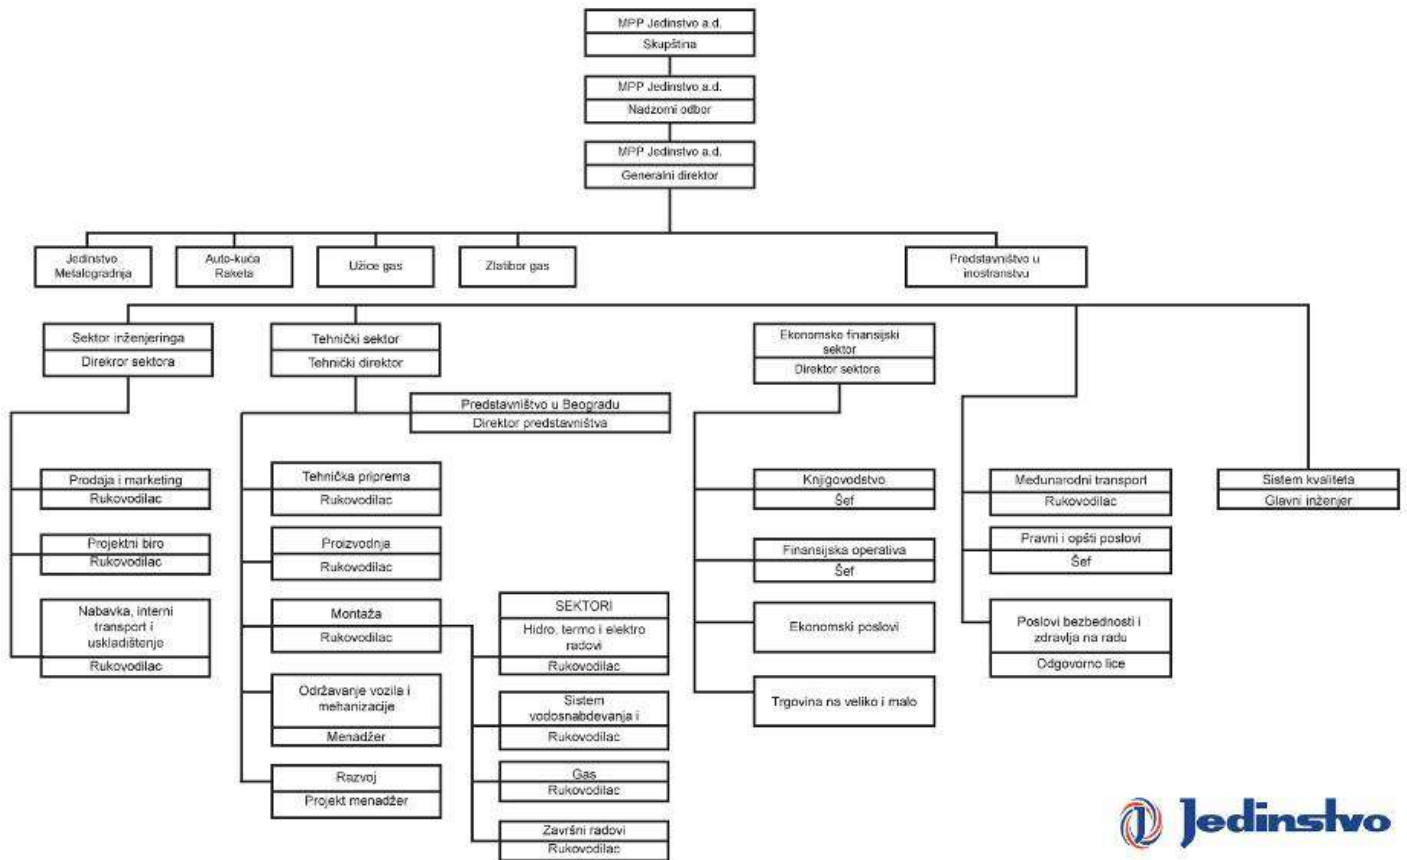 MPP Jedinstvo a.d.
Skupština
MPP Jedinstvo a.d.
Nadzorni odbor
MPP Jedinstvo a.d.
Generalni direktor
Jedinstvo
Metalogradnja
Auto-kuća
Raketa
Užice gas
Zlatibor gas
Predstavništvo u
inostranstvu
Sektor inženjeringa
Direkror sektora
Tehnički sektor
Tehnički direktor
Ekonomsko finansijski
sektor
Direktor sektora
Predstavništvo u Beogradu
Direktor predstavništva
Prodaja i marketing
Rukovodilac
Projektni biro
Rukovodilac
Nabavka, interni
transport i
uskladištenje
Rukovodilac
Tehnička priprema
Rukovodilac
Proizvodnja
Rukovodilac
Montaža
Rukovodilac
Održavanje vozila i
mehanizacije
Menadžer
Razvoj
Projekt menadžer
SEKTORI
Hidro, termo i elektro
radovi
Rukovodilac
Sistem
vodosnabdevanja i
Rukovodilac
Gas
Rukovodilac
Završni radovi
Rukovodilac
Knjigovodstvo
Šef
Finansijska operativa
Šef
Ekonomski poslovi
Trgovina na veliko i malo
Međunarodni transport
Rukovodilac
Pravni i opšti poslovi
Šef
Poslovi bezbednosti i
zdravlja na radu
Odgovorno lice
Sistem kvaliteta
Glavni inženjer
Jedinstvo